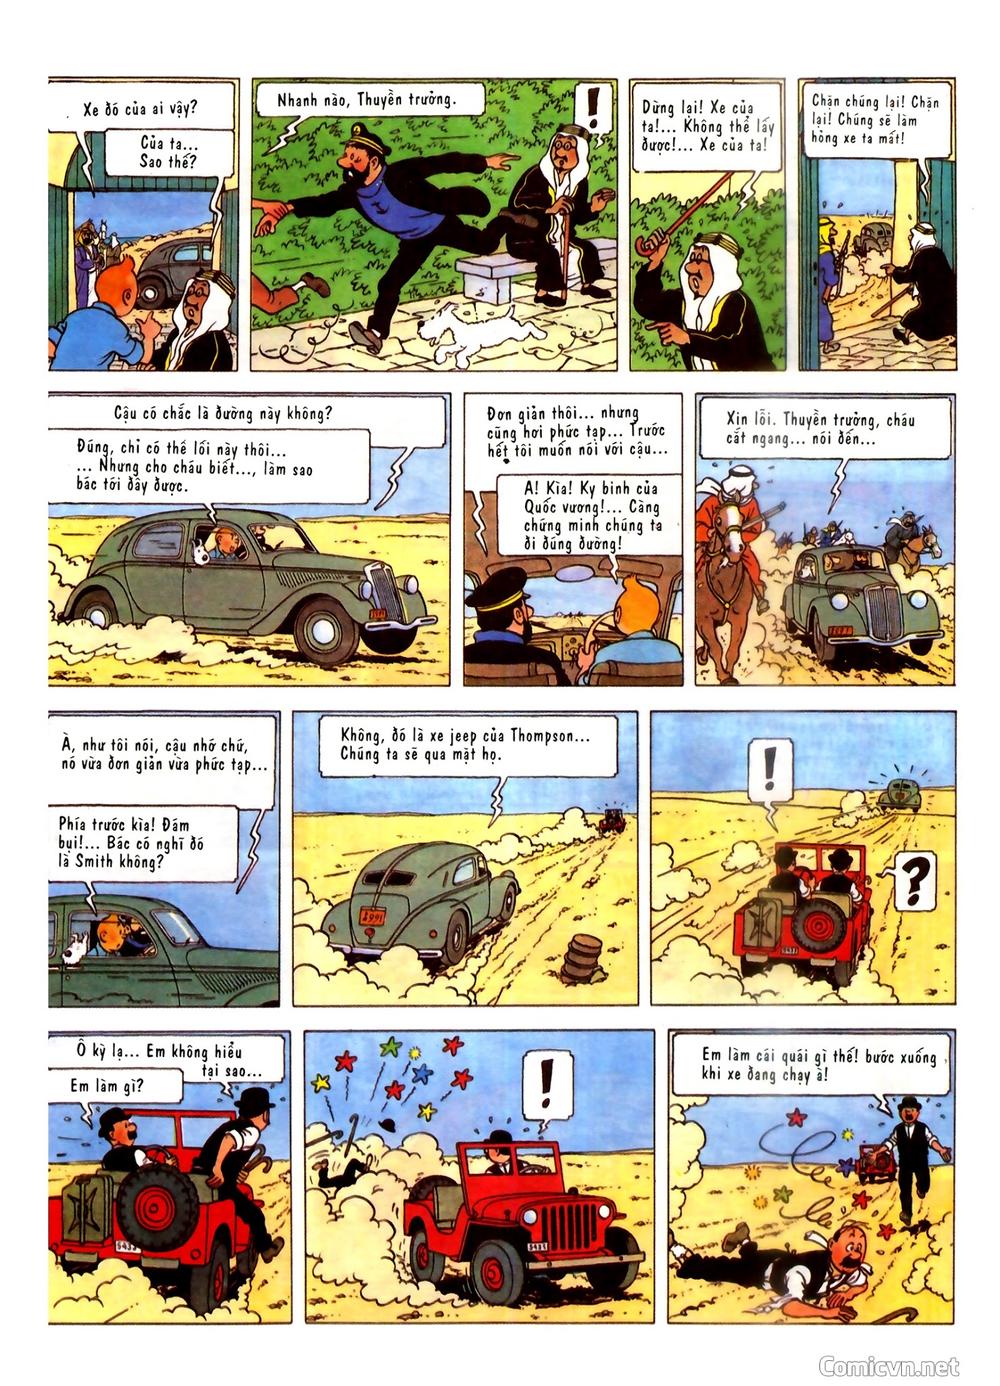 Xe đó của ai vậy?
Của ta...
Sao thế?
Nhanh nào, Thuyền trưởng.
!
Dừng lại! Xe của
ta!... Không thể lấy
được!... Xe của ta!
Chặn chúng lại! Chặn
lại! Chúng sẽ làm
hỏng xe ta mất!
Cậu có chắc là đường này không?
Đúng, chỉ có thể lối này thôi...
... Nhưng cho cháu biết..., làm sao
bác tới đây được.
Đơn giản thôi... nhưng
cũng hơi phức tạp... Trước
hết tôi muốn nói với cậu...
A! Kìa! Kỵ binh của
Quốc vương!... Càng
chứng minh chúng ta
đi đúng đường!
Xin lỗi. Thuyền trưởng, cháu
cắt ngang... nói đến...
À, như tôi nói, cậu nhớ chứ,
nó vừa đơn giản vừa phức tạp...
Phía trước kìa! Đám
bụi!... Bác có nghĩ đó
là Smith không?
Không, đó là xe jeep của Thompson...
Chúng ta sẽ qua mặt họ.
!
?
Ô kỳ lạ... Em không hiểu
tại sao...
Em làm gì?
!
Em làm cái quái gì thế! bước xuống
khi xe đang chạy à!
Comicvn.net